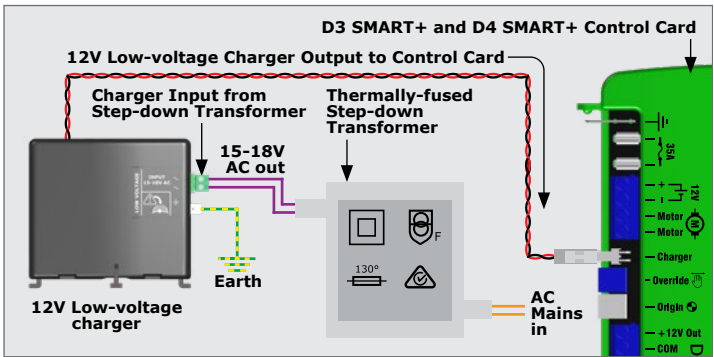 D3 SMART+ and D4 SMART+ Control Card
12V Low-voltage Charger Output to Control Card
Charger Input from
Step-down Transformer
Thermally-fused
Step-down
Transformer
15-18V
AC out
LOW VOLTAGE
INPUT
15-18V AC
35A
+
–
12V
Motor
M
Motor
Charger
Override
Origin
+12V Out
COM
F
130°
Earth
AC
Mains
in
12V Low-voltage
charger